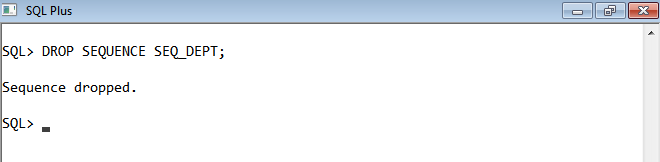 SQL Plus
SQL> DROP SEQUENCE SEQ_DEPT;
Sequence dropped.
SQL>